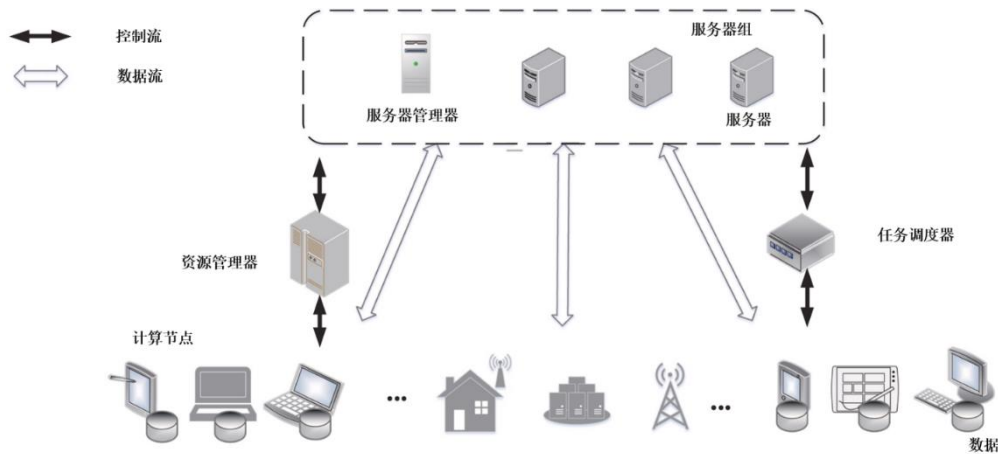 控制流
数据流
服务器组
服务器管理器
服务器
资源管理器
任务调度器
计算节点
...
...
数据